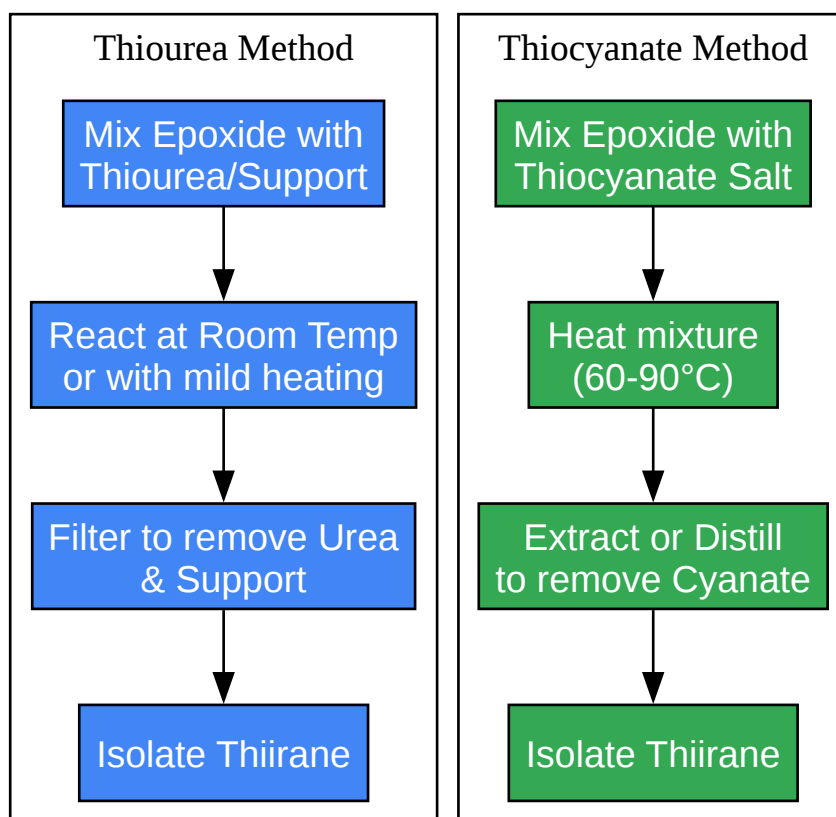 Thiourea Method
Mix Epoxide with
Thiourea/Support
React at Room Temp
or with mild heating
Filter to remove Urea
& Support
Isolate Thiirane
Thiocyanate Method
Mix Epoxide with
Thiocyanate Salt
Heat mixture
(60-90°C)
Extract or Distill
to remove Cyanate
Isolate Thiirane